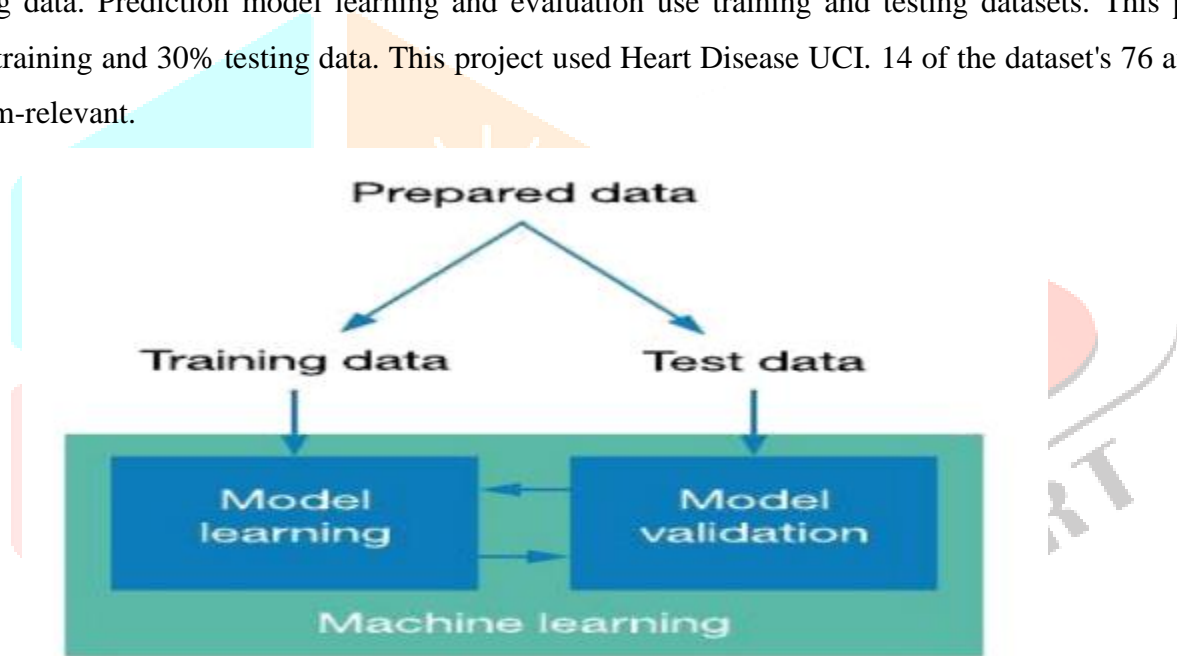 g data. Prediction model learning and evaluation use training and testing datasets. This p
training and 30% testing data. This project used Heart Disease UCI. 14 of the dataset's 76 a
m-relevant.
Prepared data
Training data
Test data
Model
learning
Model
validation
Machine learning
RT